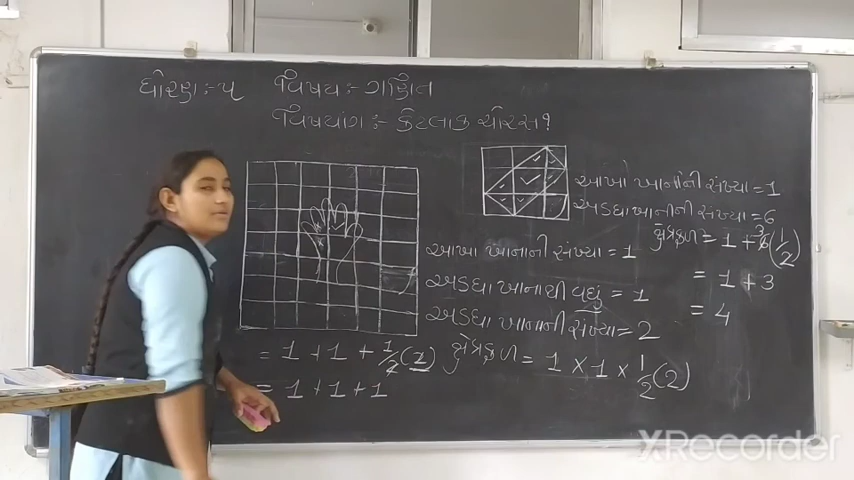 ધોરણ :- ૫ વિષય :- ગણિત
વિષયાંગ :- કેટલાક ચોરસ ?
આખા ખાનાની સંખ્યા = 1
અડધા ખાનાની સંખ્યા = 6
ક્ષેત્રફળ = 1 + 6 3 (1/2)
= 1 + 3
= 4
આખા ખાનાની સંખ્યા = 1
અડધા ખાનાથી વધુ = 1
અડધા ખાનાની સંખ્યા = 2
ક્ષેત્રફળ = 1 × 1 × 1/2 (2)
= 1 + 1 + 1/2 (2)
= 1 + 1 + 1
XRecorder